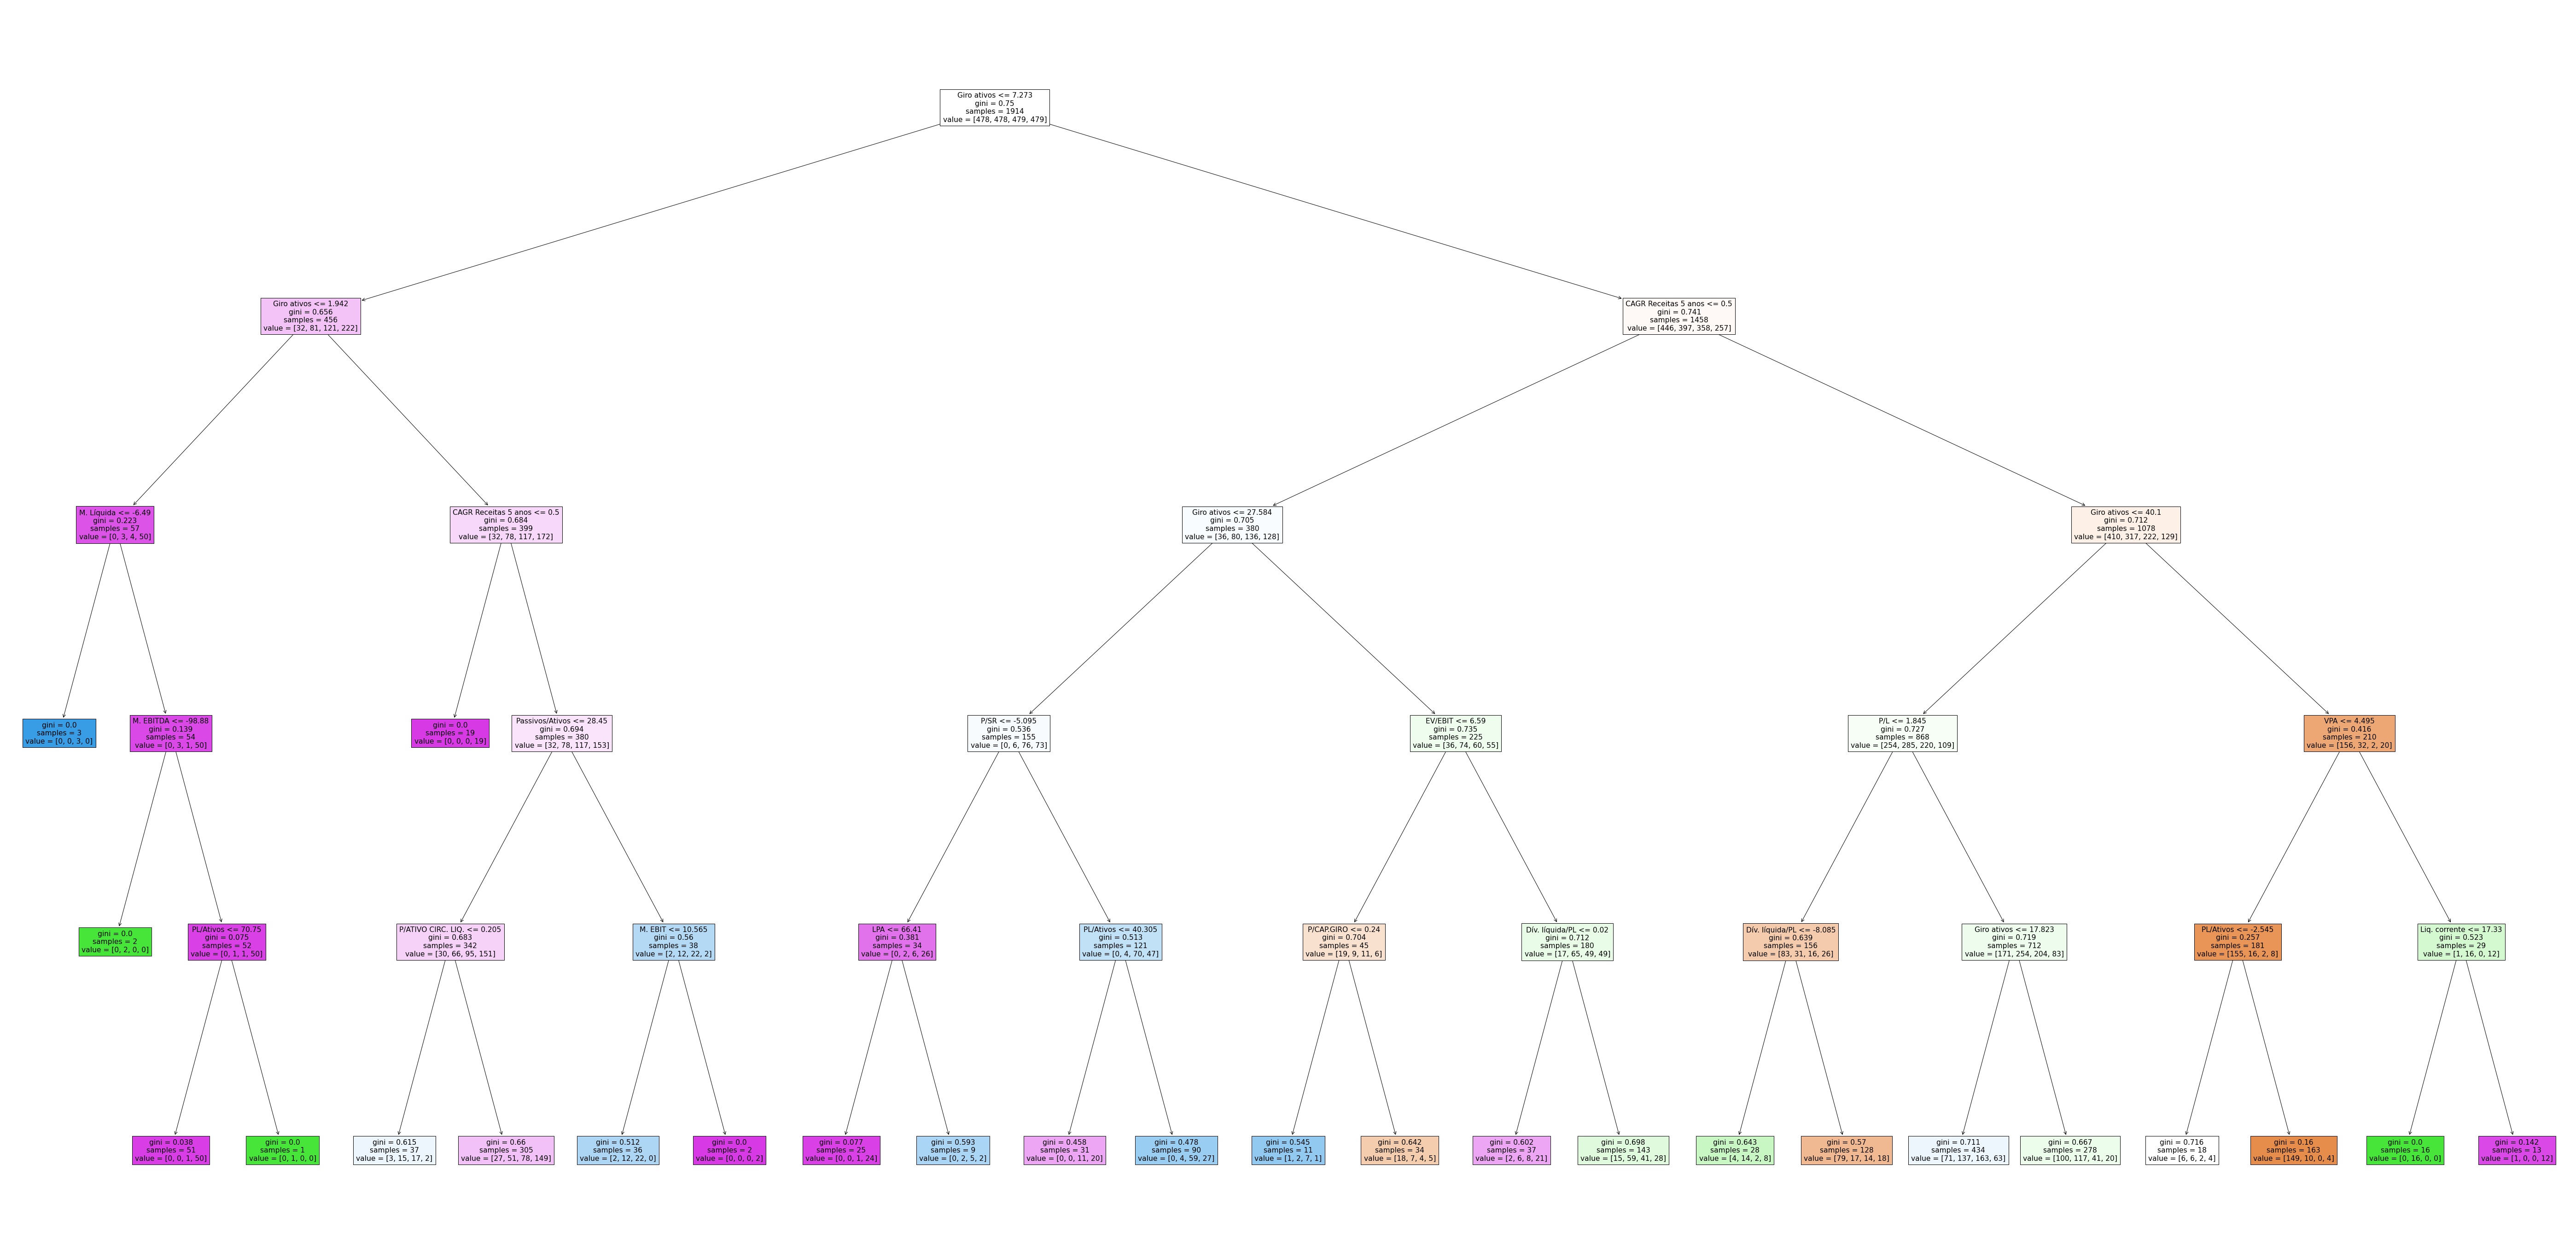 Giro ativos <= 7.273
gini = 0.75
samples = 1914
value = [478, 478, 479, 479]
Giro ativos <= 1.942
gini = 0.656
samples = 456
value = [32, 81, 121, 222]
CAGR Receitas 5 anos <= 0.5
gini = 0.741
samples = 1458
value = [446, 397, 358, 257]
M. Líquida <= -6.49
gini = 0.223
samples = 57
value = [0, 3, 4, 50]
CAGR Receitas 5 anos <= 0.5
gini = 0.684
samples = 399
value = [32, 78, 117, 172]
Giro ativos <= 27.584
gini = 0.705
samples = 380
value = [36, 80, 136, 128]
Giro ativos <= 40.1
gini = 0.712
samples = 1078
value = [410, 317, 222, 129]
gini = 0.0
samples = 3
value = [0, 0, 3, 0]
M. EBITDA <= -98.88
gini = 0.139
samples = 54
value = [0, 3, 1, 50]
gini = 0.0
samples = 19
value = [0, 0, 0, 19]
Passivos/Ativos <= 28.45
gini = 0.694
samples = 380
value = [32, 78, 117, 153]
P/SR <= -5.095
gini = 0.536
samples = 155
value = [0, 6, 76, 73]
EV/EBIT <= 6.59
gini = 0.735
samples = 225
value = [36, 74, 60, 55]
P/L <= 1.845
gini = 0.727
samples = 868
value = [254, 285, 220, 109]
VPA <= 4.495
gini = 0.416
samples = 210
value = [156, 32, 2, 20]
gini = 0.0
samples = 2
value = [0, 2, 0, 0]
PL/Ativos <= 70.75
gini = 0.075
samples = 52
value = [0, 1, 1, 50]
P/ATIVO CIRC. LIQ. <= 0.205
gini = 0.683
samples = 342
value = [30, 66, 95, 151]
M. EBIT <= 10.565
gini = 0.56
samples = 38
value = [2, 12, 22, 2]
LPA <= 66.41
gini = 0.381
samples = 34
value = [0, 2, 6, 26]
PL/Ativos <= 40.305
gini = 0.513
samples = 121
value = [0, 4, 70, 47]
P/CAP.GIRO <= 0.24
gini = 0.704
samples = 45
value = [19, 9, 11, 6]
Dív. líquida/PL <= 0.02
gini = 0.712
samples = 180
value = [17, 65, 49, 49]
Dív. líquida/PL <= -8.085
gini = 0.639
samples = 156
value = [83, 31, 16, 26]
Giro ativos <= 17.823
gini = 0.719
samples = 712
value = [171, 254, 204, 83]
PL/Ativos <= -2.545
gini = 0.257
samples = 181
value = [155, 16, 2, 8]
Liq. corrente <= 17.33
gini = 0.523
samples = 29
value = [1, 16, 0, 12]
gini = 0.038
samples = 51
value = [0, 0, 1, 50]
gini = 0.0
samples = 1
value = [0, 1, 0, 0]
gini = 0.615
samples = 37
value = [3, 15, 17, 2]
gini = 0.66
samples = 305
value = [27, 51, 78, 149]
gini = 0.512
samples = 36
value = [2, 12, 22, 0]
gini = 0.0
samples = 2
value = [0, 0, 0, 2]
gini = 0.077
samples = 25
value = [0, 0, 1, 24]
gini = 0.593
samples = 9
value = [0, 2, 5, 2]
gini = 0.458
samples = 31
value = [0, 0, 11, 20]
gini = 0.478
samples = 90
value = [0, 4, 59, 27]
gini = 0.545
samples = 11
value = [1, 2, 7, 1]
gini = 0.642
samples = 34
value = [18, 7, 4, 5]
gini = 0.602
samples = 37
value = [2, 6, 8, 21]
gini = 0.698
samples = 143
value = [15, 59, 41, 28]
gini = 0.643
samples = 28
value = [4, 14, 2, 8]
gini = 0.57
samples = 128
value = [79, 17, 14, 18]
gini = 0.711
samples = 434
value = [71, 137, 163, 63]
gini = 0.667
samples = 278
value = [100, 117, 41, 20]
gini = 0.716
samples = 18
value = [6, 6, 2, 4]
gini = 0.16
samples = 163
value = [149, 10, 0, 4]
gini = 0.0
samples = 16
value = [0, 16, 0, 0]
gini = 0.142
samples = 13
value = [1, 0, 0, 12]